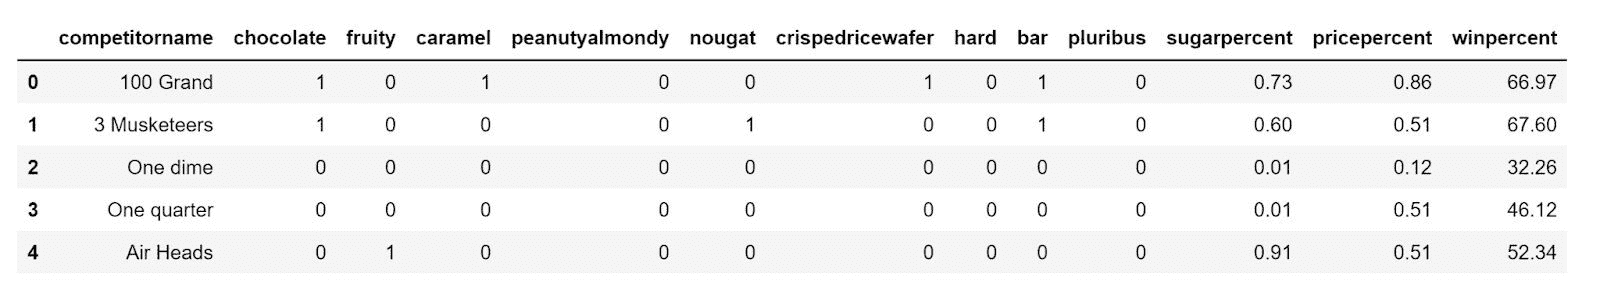 competitorname chocolate fruity caramel peanutyalmondy nougat crispedricewafer hard bar pluribus sugarpercent pricepercent winpercent
0 100 Grand 1 0 1 0 0 1 0 1 0 0.73 0.86 66.97
1 3 Musketeers 1 0 0 0 1 0 0 1 0 0.60 0.51 67.60
2 One dime 0 0 0 0 0 0 0 0 0 0.01 0.12 32.26
3 One quarter 0 0 0 0 0 0 0 0 0 0.01 0.51 46.12
4 Air Heads 0 1 0 0 0 0 0 0 0 0.91 0.51 52.34